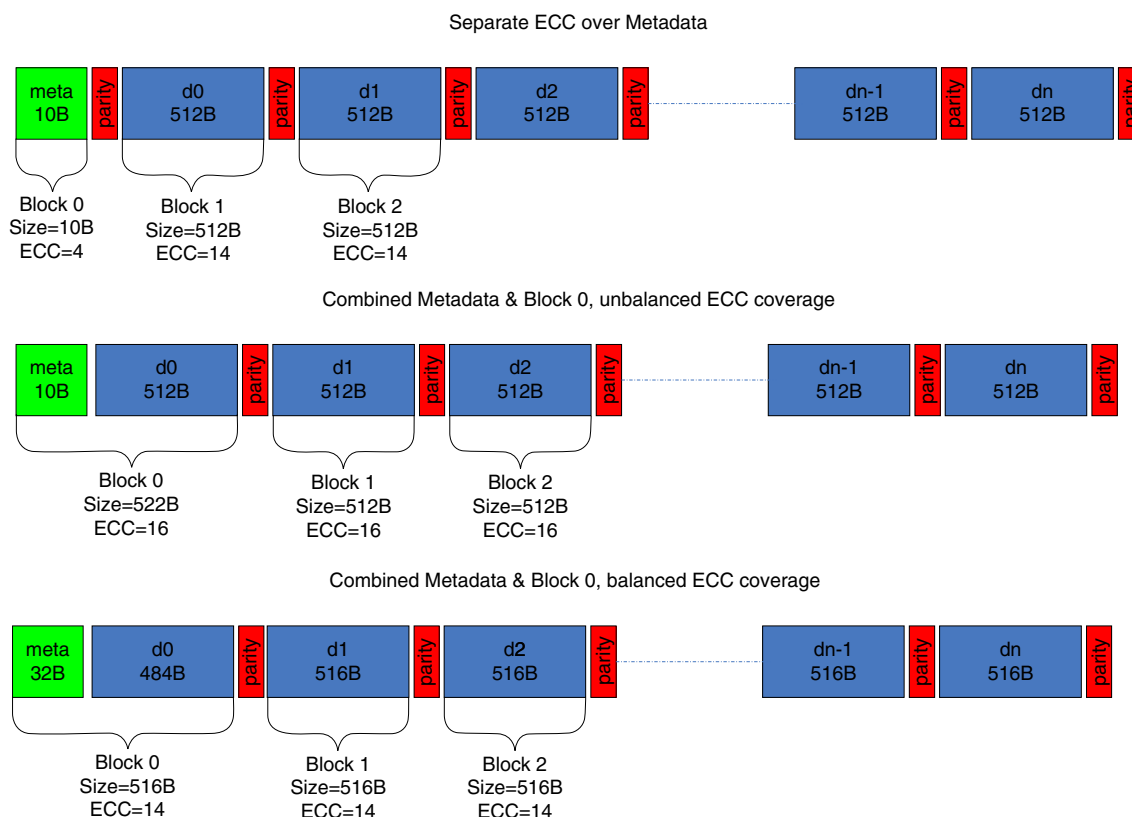 Separate ECC over Metadata
meta
10B
parity
d0
512B
parity
d1
512B
parity
d2
512B
parity
dn-1
512B
parity
dn
512B
parity
Block 0
Size=10B
ECC=4
Block 1
Size=512B
ECC=14
Block 2
Size=512B
ECC=14
Combined Metadata & Block 0, unbalanced ECC coverage
meta
10B
d0
512B
parity
d1
512B
parity
d2
512B
parity
dn-1
512B
parity
dn
512B
parity
Block 0
Size=522B
ECC=16
Block 1
Size=512B
ECC=16
Block 2
Size=512B
ECC=16
Combined Metadata & Block 0, balanced ECC coverage
meta
32B
d0
484B
parity
d1
516B
parity
d2
516B
parity
dn-1
516B
parity
dn
516B
parity
Block 0
Size=516B
ECC=14
Block 1
Size=516B
ECC=14
Block 2
Size=516B
ECC=14